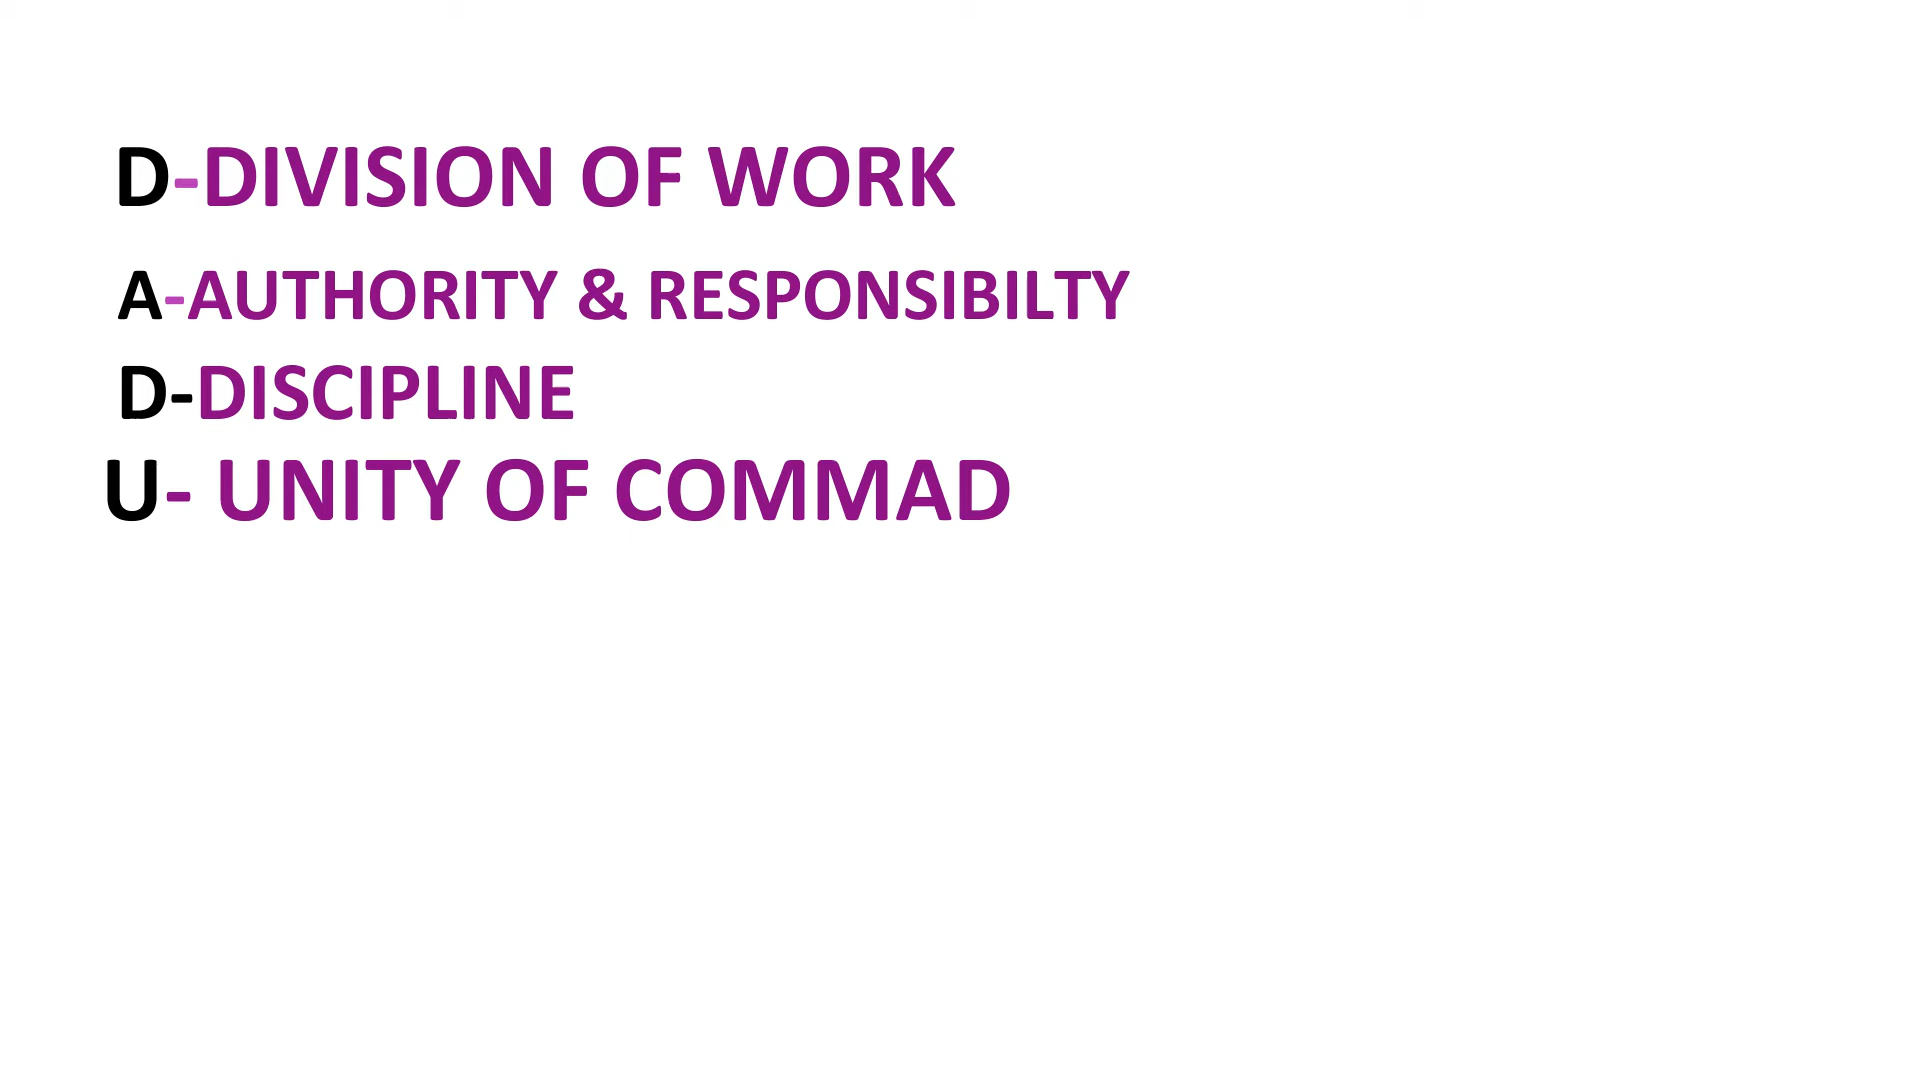 D-DIVISION OF WORK
A-AUTHORITY & RESPONSIBILTY
D-DISCIPLINE
U- UNITY OF COMMAD